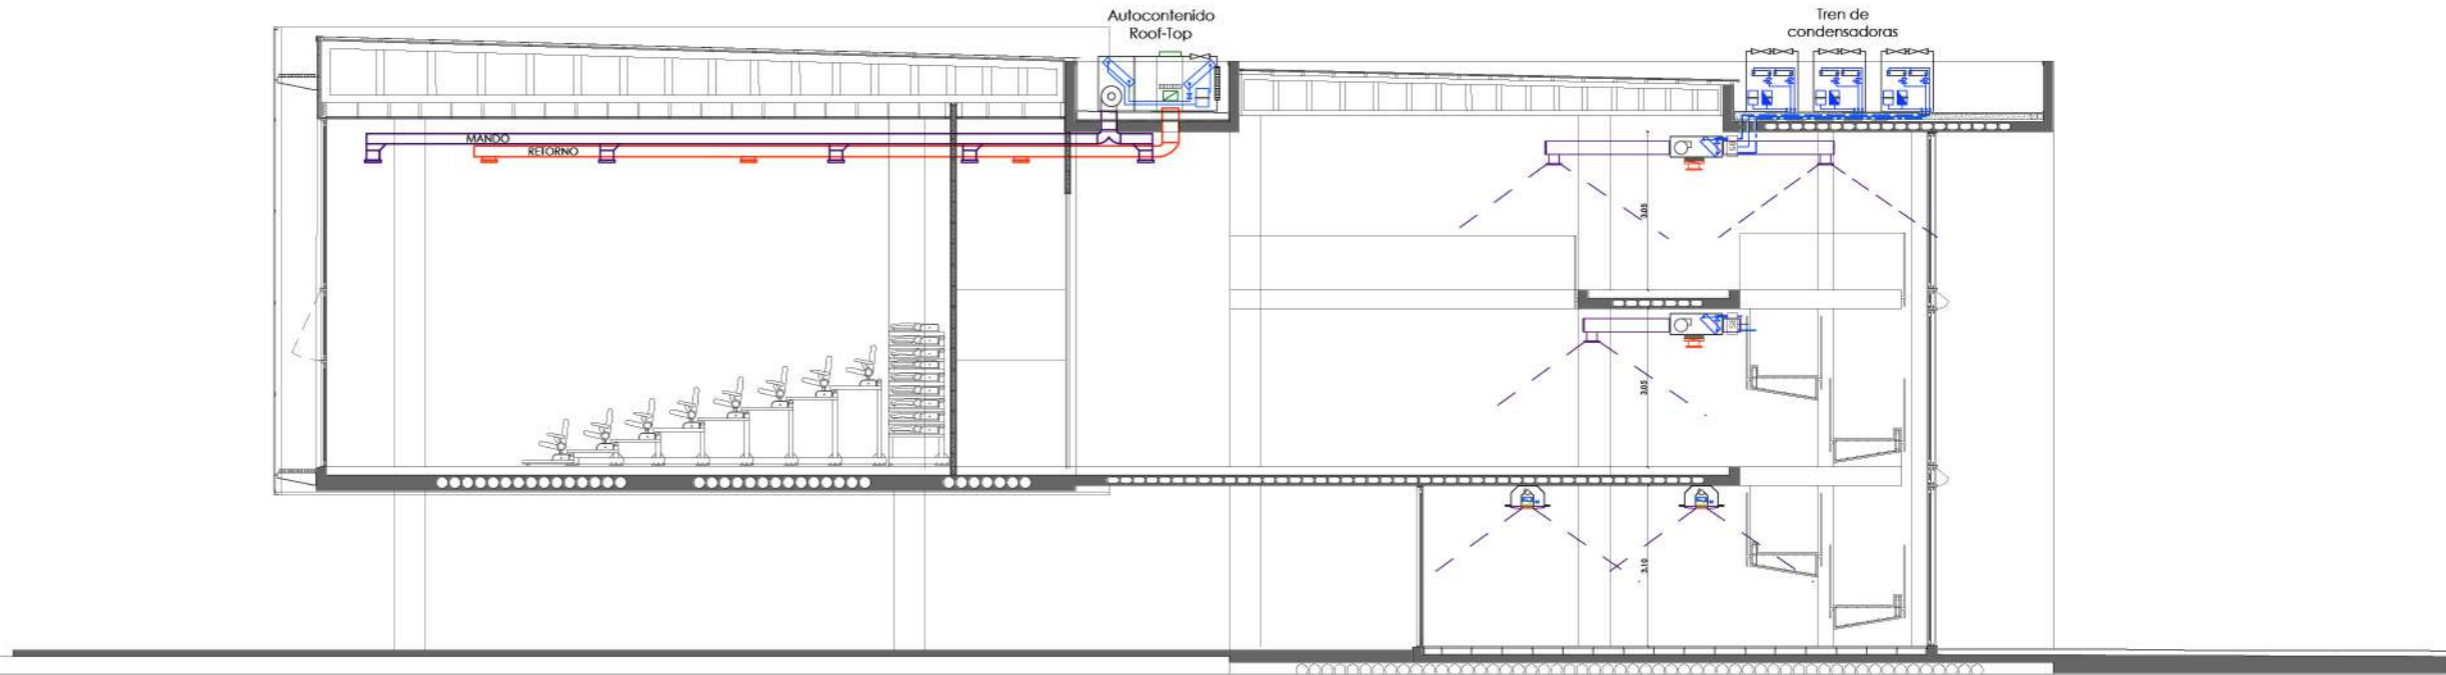 Autocontenido
Roof-Top
Tren de
condensadoras
MANDO
RETORNO
3.05
3.05
3.10